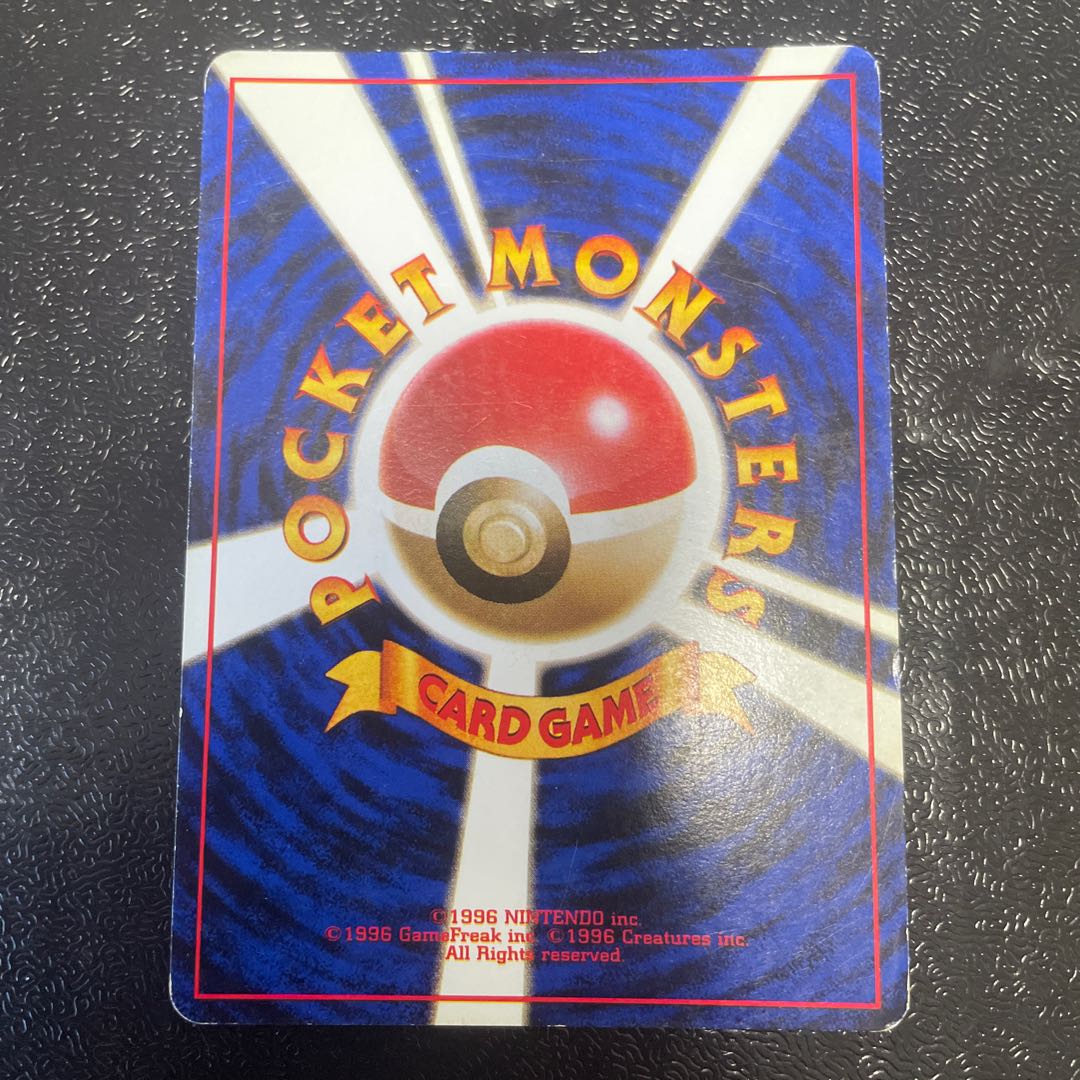 POCKET MONSTERS
CARD GAME
©1996 NINTENDO inc.
©1996 GameFreak inc. ©1996 Creatures inc.
All Rights reserved.